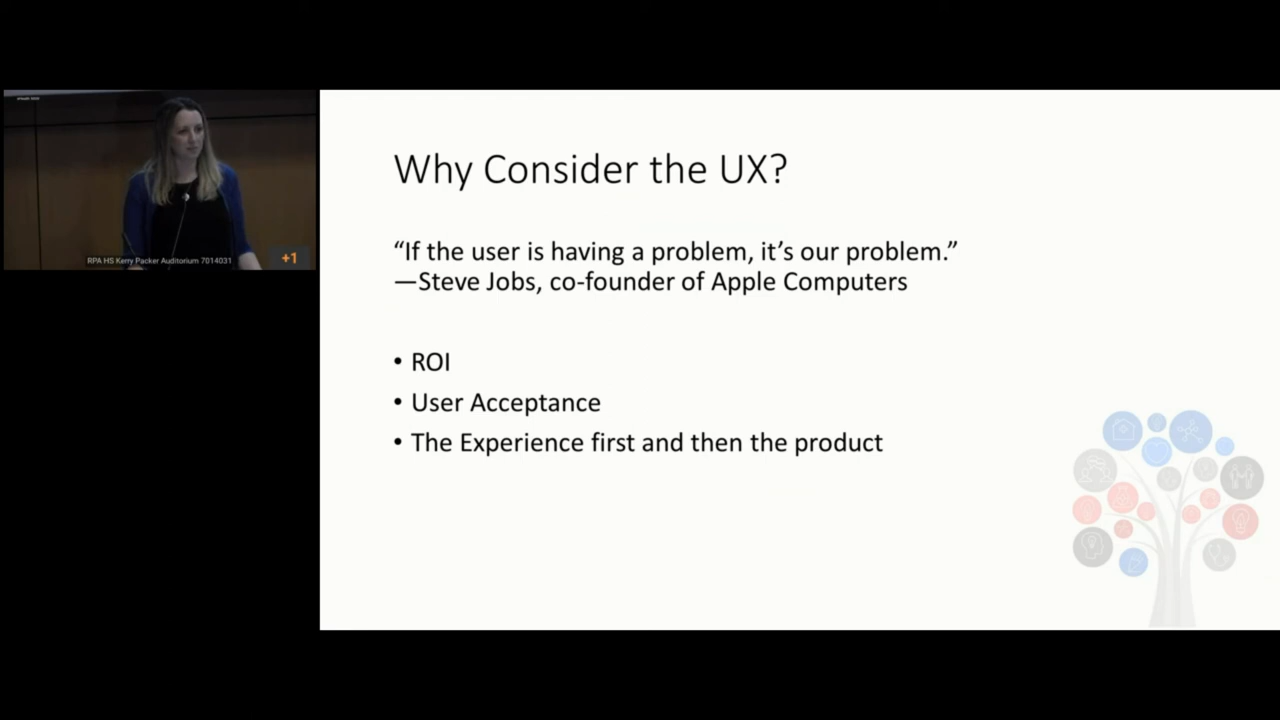 RPA HS Kerry Packer Auditorium 7014031
+1
Why Consider the UX?
“If the user is having a problem, it’s our problem.”
—Steve Jobs, co-founder of Apple Computers
• ROI
• User Acceptance
• The Experience first and then the product